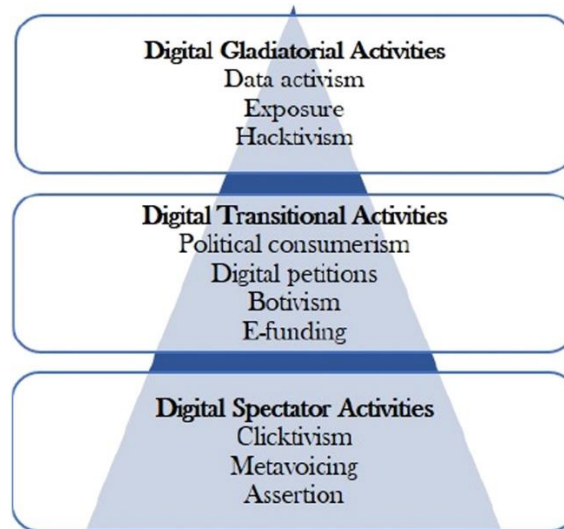 Digital Gladiatorial Activities
Data activism
Exposure
Hacktivism
Digital Transitional Activities
Political consumerism
Digital petitions
Botivism
E-funding
Digital Spectator Activities
Clicktivism
Metavoicing
Assertion